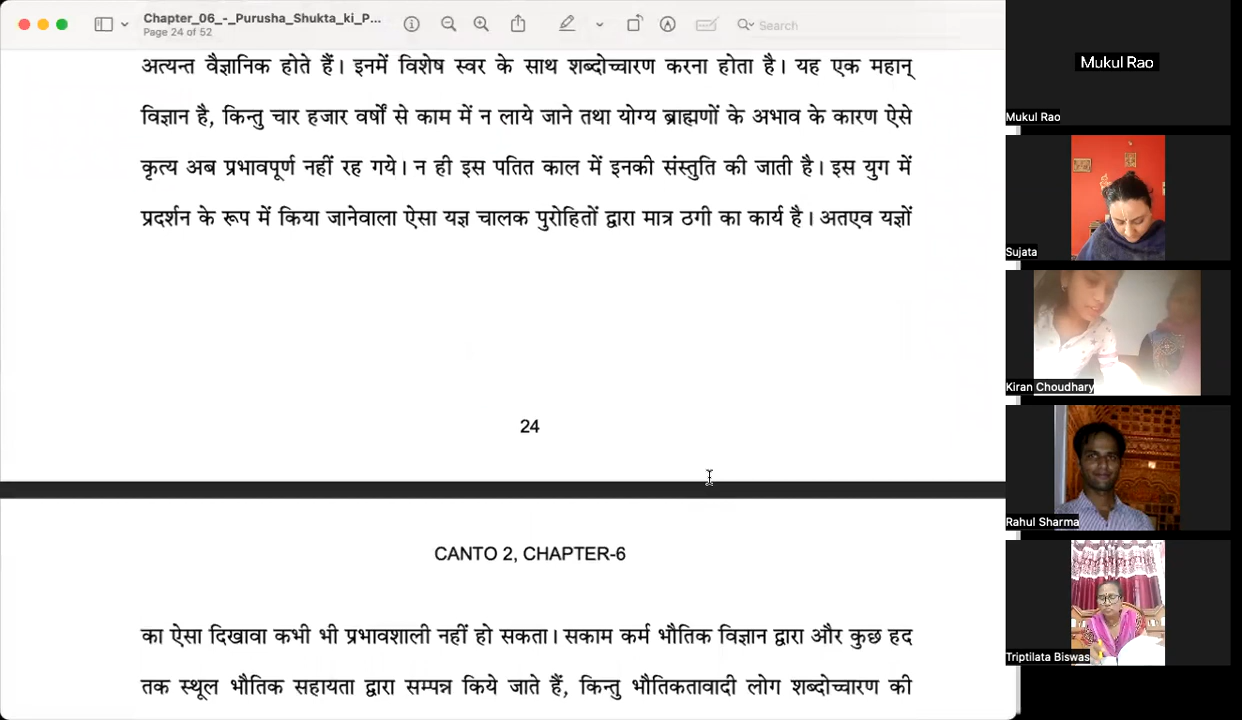 Chapter_06_-_Purusha_Shukta_ki_P...
Page 24 of 52
Search
अत्यन्त वैज्ञानिक होते हैं। इनमें विशेष स्वर के साथ शब्दोच्चारण करना होता है। यह एक महान्
विज्ञान है, किन्तु चार हजार वर्षों से काम में न लाये जाने तथा योग्य ब्राह्मणों के अभाव के कारण ऐसे
कृत्य अब प्रभावपूर्ण नहीं रह गये। न ही इस पतित काल में इनकी संस्तुति की जाती है। इस युग में
प्रदर्शन के रूप में किया जानेवाला ऐसा यज्ञ चालक पुरोहितों द्वारा मात्र ठगी का कार्य है। अतएव यज्ञों
24
CANTO 2, CHAPTER-6
का ऐसा दिखावा कभी भी प्रभावशाली नहीं हो सकता। सकाम कर्म भौतिक विज्ञान द्वारा और कुछ हद
तक स्थूल भौतिक सहायता द्वारा सम्पन्न किये जाते हैं, किन्तु भौतिकतावादी लोग शब्दोच्चारण की
Mukul Rao
Mukul Rao
Sujata
Kiran Choudhary
Rahul Sharma
Triptilata Biswas